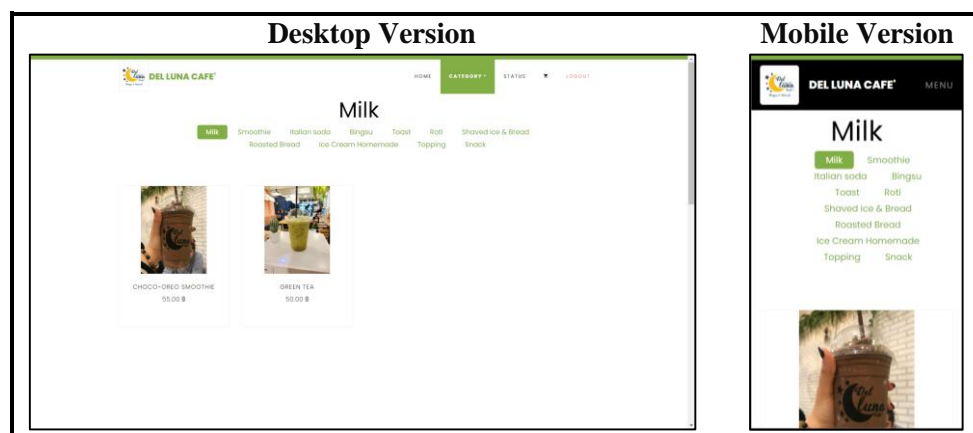 Desktop Version
Mobile Version
DEL LUNA CAFE'
HOME CATEGORY STATUS LOGOUT
Milk
Milk Smoothie Italian soda Bingsu Toast Roti Shaved ice & Bread
Roasted Bread Ice Cream Homemade Topping Snack
CHOCO-OREO SMOOTHIE
55.00 ฿
GREEN TEA
50.00 ฿
DEL LUNA CAFE' MENU
Milk
Milk Smoothie
Italian soda Bingsu
Toast Roti
Shaved ice & Bread
Roasted Bread
Ice Cream Homemade
Topping Snack
Del
Luna